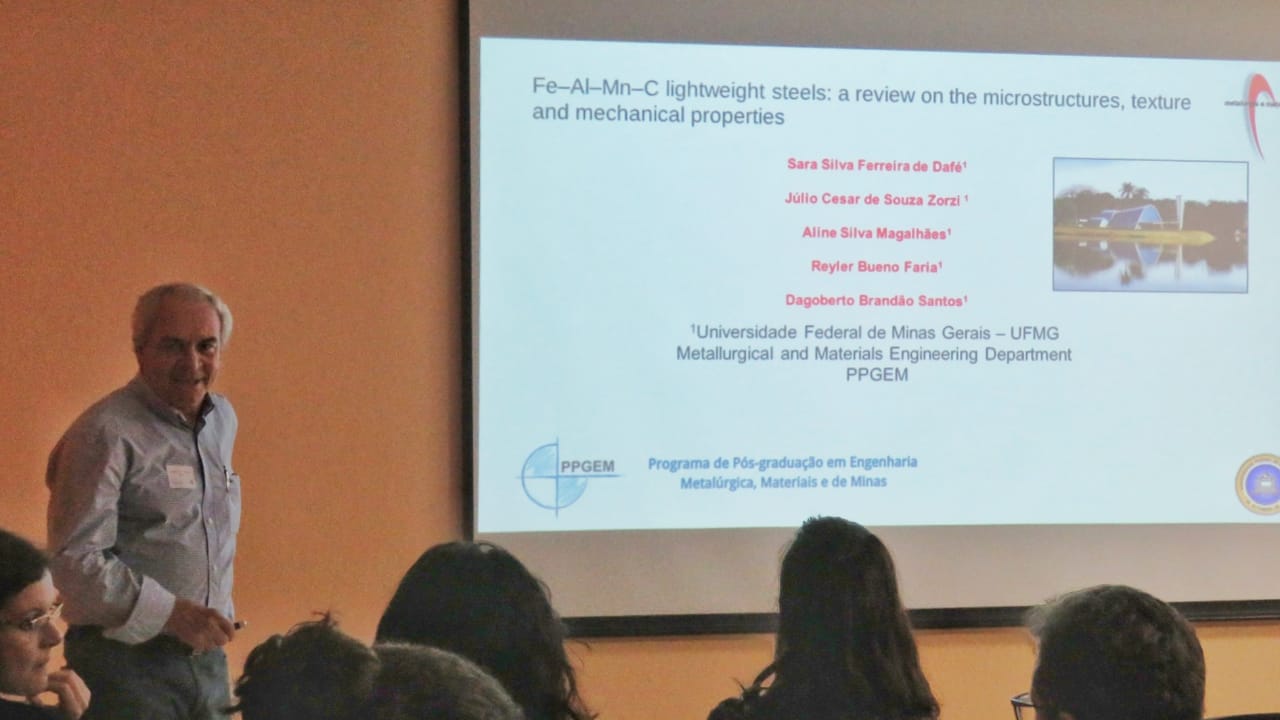 Fe–Al–Mn–C lightweight steels: a review on the microstructures, texture
and mechanical properties
Sara Silva Ferreira de Dafé¹
Júlio Cesar de Souza Zorzi ¹
Aline Silva Magalhães¹
Reyler Bueno Faria¹
Dagoberto Brandão Santos¹
¹Universidade Federal de Minas Gerais – UFMG
Metallurgical and Materials Engineering Department
PPGEM
PPGEM
Programa de Pós-graduação em Engenharia
Metalúrgica, Materiais e de Minas